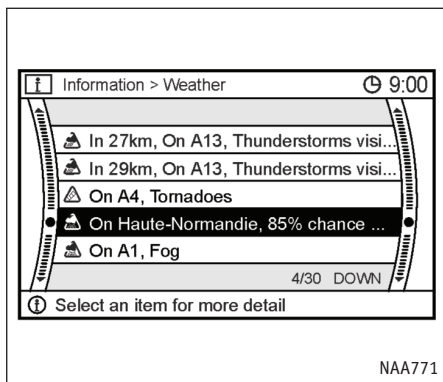 Information > Weather 9:00
In 27km, On A13, Thunderstorms visi...
In 29km, On A13, Thunderstorms visi...
On A4, Tornadoes
On Haute-Normandie, 85% chance ...
On A1, Fog
4/30 DOWN
Select an item for more detail
NAA771